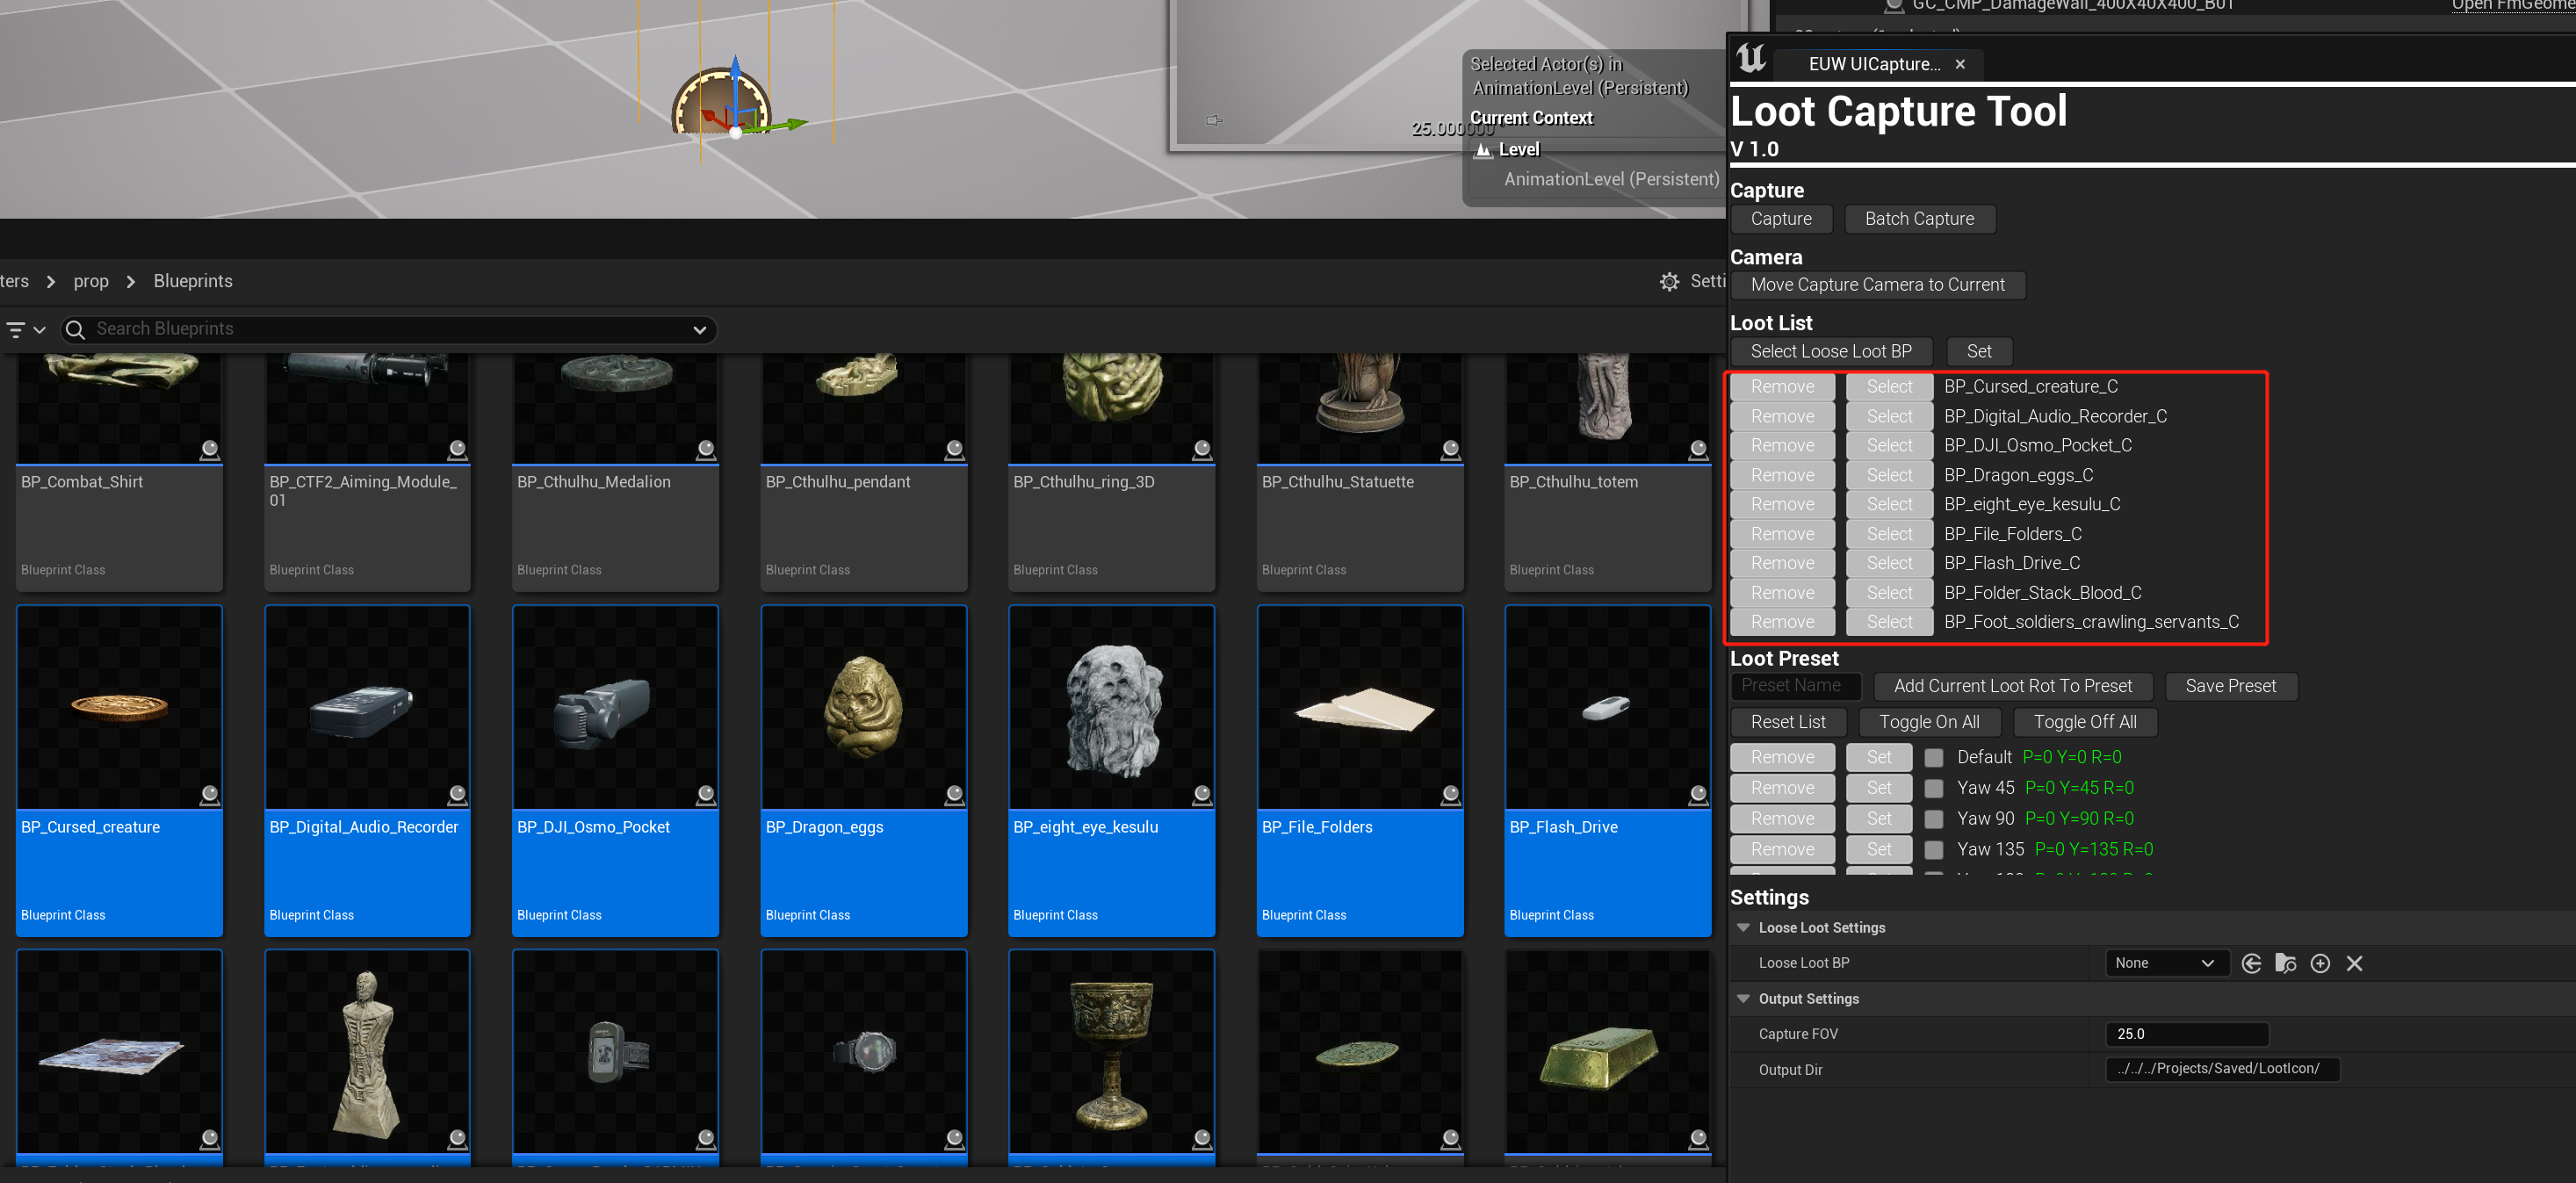 GC_CMP_DamageWall_400X40X400_B01
EUW UICapture...
Loot Capture Tool
V 1.0
Selected Actor(s) in
AnimationLevel (Persistent)
Current Context
Level
AnimationLevel (Persistent)
Capture
Capture Batch Capture
Camera
Move Capture Camera to Current
Loot List
Select Loose Loot BP Set
Remove Select BP_Cursed_creature_C
Remove Select BP_Digital_Audio_Recorder_C
Remove Select BP_DJI_Osmo_Pocket_C
Remove Select BP_Dragon_eggs_C
Remove Select BP_eight_eye_kesulu_C
Remove Select BP_File_Folders_C
Remove Select BP_Flash_Drive_C
Remove Select BP_Folder_Stack_Blood_C
Remove Select BP_Foot_soldiers_crawling_servants_C
Loot Preset
Preset Name Add Current Loot Rot To Preset Save Preset
Reset List Toggle On All Toggle Off All
Remove Set Default P=0 Y=0 R=0
Remove Set Yaw 45 P=0 Y=45 R=0
Remove Set Yaw 90 P=0 Y=90 R=0
Remove Set Yaw 135 P=0 Y=135 R=0
Settings
Loose Loot Settings
Loose Loot BP None
Output Settings
Capture FOV 25.0
Output Dir ../../../Projects/Saved/LootIcon/
ters > prop > Blueprints
Setti
Search Blueprints
BP_Combat_Shirt
Blueprint Class
BP_CTF2_Aiming_Module_
01
Blueprint Class
BP_Cthulhu_Medalion
Blueprint Class
BP_Cthulhu_pendant
Blueprint Class
BP_Cthulhu_ring_3D
Blueprint Class
BP_Cthulhu_Statuette
Blueprint Class
BP_Cthulhu_totem
Blueprint Class
BP_Cursed_creature
Blueprint Class
BP_Digital_Audio_Recorder
Blueprint Class
BP_DJI_Osmo_Pocket
Blueprint Class
BP_Dragon_eggs
Blueprint Class
BP_eight_eye_kesulu
Blueprint Class
BP_File_Folders
Blueprint Class
BP_Flash_Drive
Blueprint Class